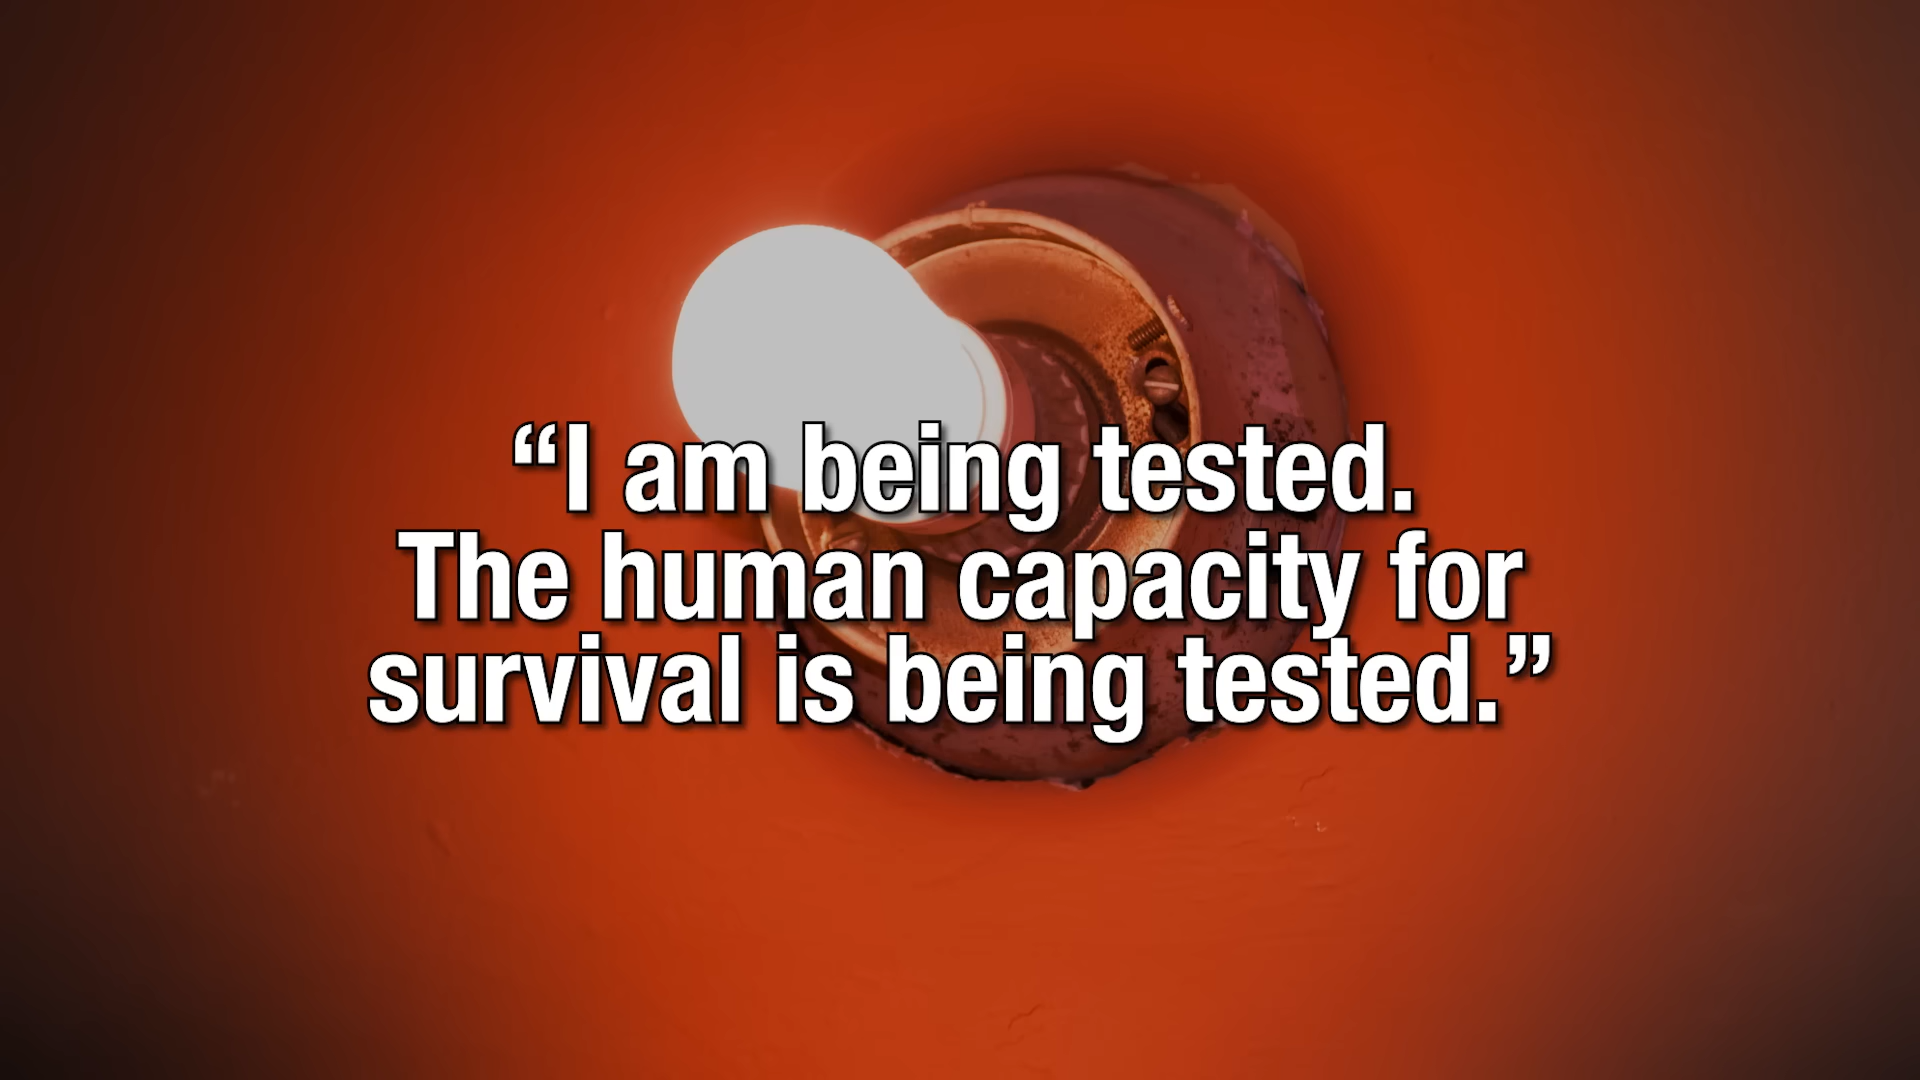 “I am being tested.
The human capacity for
survival is being tested.”